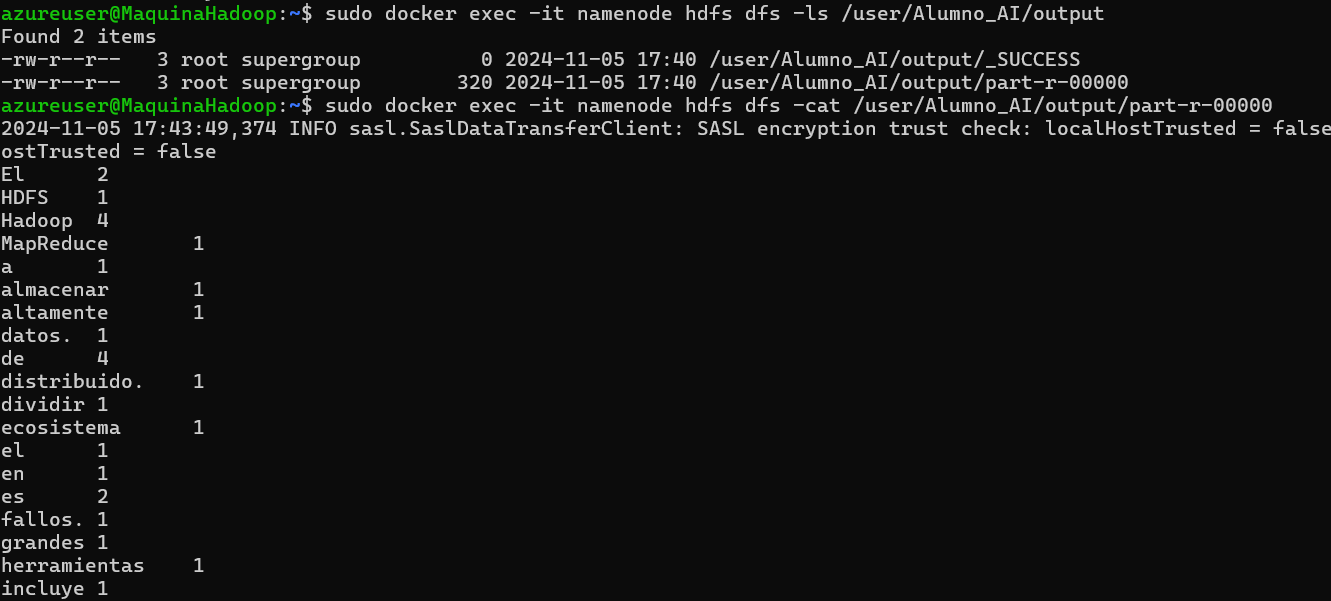 azureuser@MaquinaHadoop:~$ sudo docker exec -it namenode hdfs dfs -ls /user/Alumno_AI/output
Found 2 items
-rw-r--r--   3 root supergroup          0 2024-11-05 17:40 /user/Alumno_AI/output/_SUCCESS
-rw-r--r--   3 root supergroup        320 2024-11-05 17:40 /user/Alumno_AI/output/part-r-00000
azureuser@MaquinaHadoop:~$ sudo docker exec -it namenode hdfs dfs -cat /user/Alumno_AI/output/part-r-00000
2024-11-05 17:43:49,374 INFO sasl.SaslDataTransferClient: SASL encryption trust check: localHostTrusted = false
ostTrusted = false
El      2
HDFS    1
Hadoop  4
MapReduce       1
a       1
almacenar       1
altamente       1
datos.  1
de      4
distribuido.    1
dividir 1
ecosistema      1
el      1
en      1
es      2
fallos. 1
grandes 1
herramientas    1
incluye 1